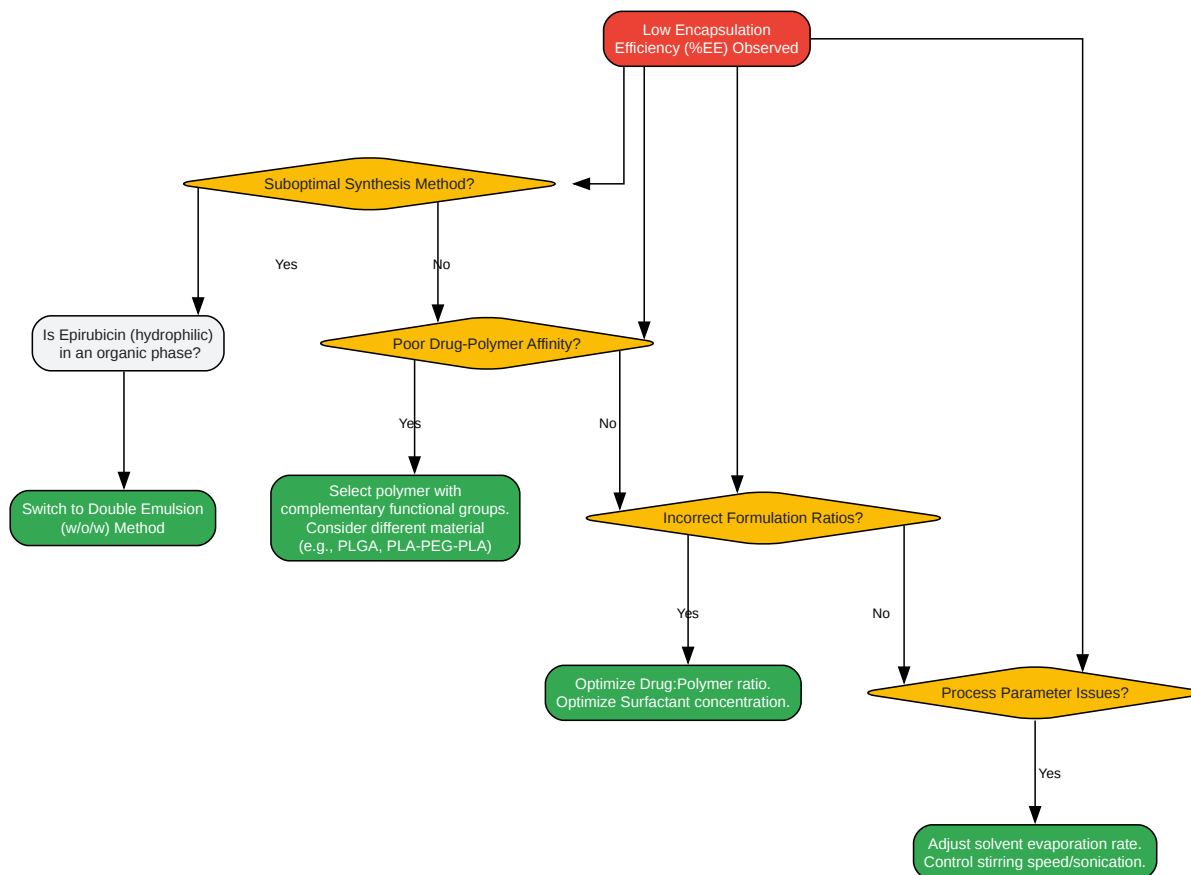 Low Encapsulation
Efficiency (%EE) Observed
Suboptimal Synthesis Method?
Yes
No
Is Epirubicin (hydrophilic)
in an organic phase?
Poor Drug-Polymer Affinity?
Yes
No
Switch to Double Emulsion
(w/o/w) Method
Select polymer with
complementary functional groups.
Consider different material
(e.g., PLGA, PLA-PEG-PLA)
Incorrect Formulation Ratios?
Yes
No
Optimize Drug:Polymer ratio.
Optimize Surfactant concentration.
Process Parameter Issues?
Yes
Adjust solvent evaporation rate.
Control stirring speed/sonication.